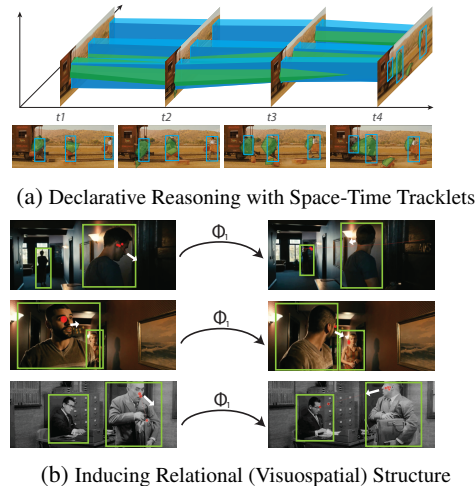 t1 t2 t3 t4
(a) Declarative Reasoning with Space-Time Tracklets
Φ1
Φ1
Φ1
(b) Inducing Relational (Visuospatial) Structure